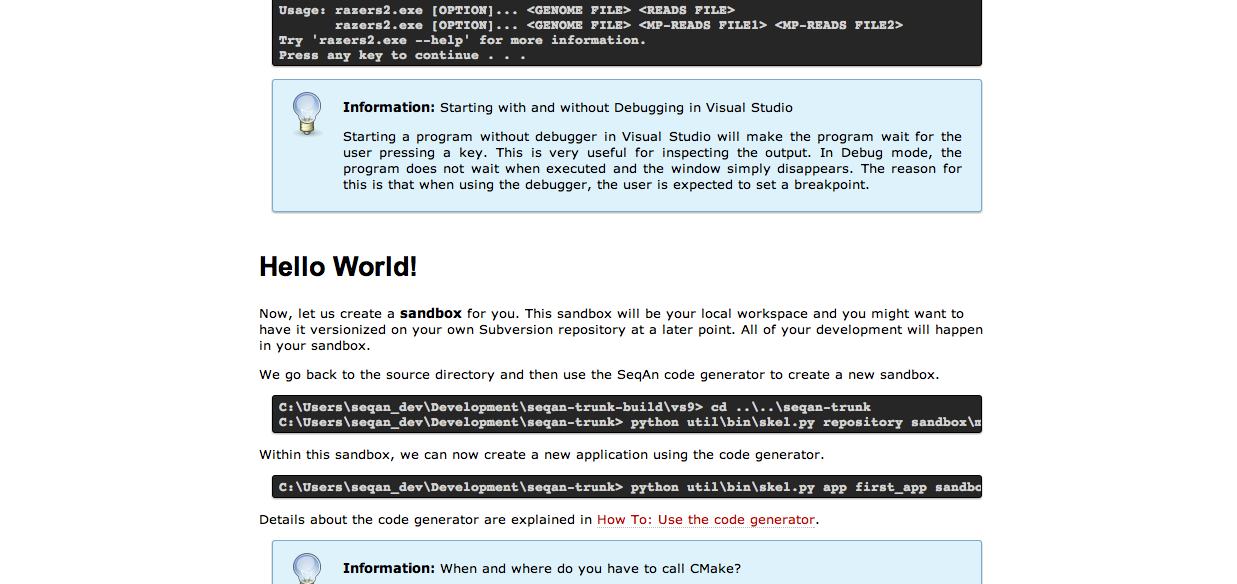 Usage: razers2.exe [OPTION]... <GENOME FILE> <READS FILE>
razers2.exe [OPTION]... <GENOME FILE> <MP-READS FILE1> <MP-READS FILE2>
Try 'razers2.exe --help' for more information.
Press any key to continue . . .
Information: Starting with and without Debugging in Visual Studio
Starting a program without debugger in Visual Studio will make the program wait for the
user pressing a key. This is very useful for inspecting the output. In Debug mode, the
program does not wait when executed and the window simply disappears. The reason for
this is that when using the debugger, the user is expected to set a breakpoint.
Hello World!
Now, let us create a sandbox for you. This sandbox will be your local workspace and you might want to
have it versionized on your own Subversion repository at a later point. All of your development will happen
in your sandbox.
We go back to the source directory and then use the SeqAn code generator to create a new sandbox.
C:\Users\seqan_dev\Development\seqan-trunk-build\vs9> cd ..\..\seqan-trunk
C:\Users\seqan_dev\Development\seqan-trunk> python util\bin\skel.py repository sandbox\
Within this sandbox, we can now create a new application using the code generator.
C:\Users\seqan_dev\Development\seqan-trunk> python util\bin\skel.py app first_app sandbo
Details about the code generator are explained in How To: Use the code generator.
Information: When and where do you have to call CMake?